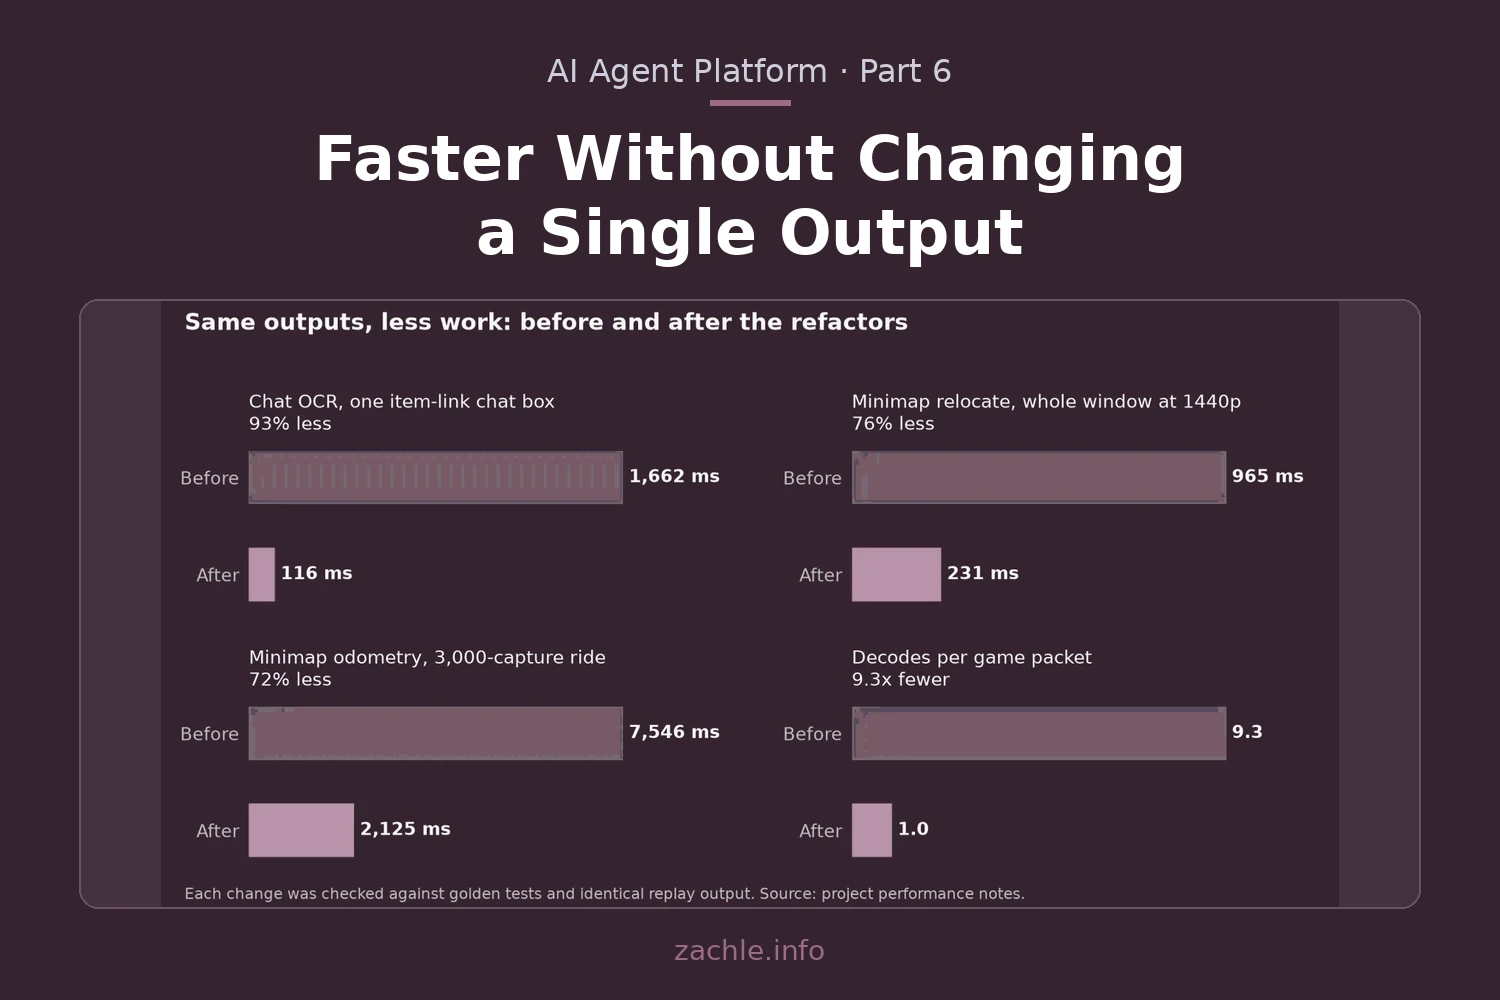 AI Agent Platform · Part 6
Faster Without Changing
a Single Output
Same outputs, less work: before and after the refactors
Chat OCR, one item-link chat box
93% less
Before
1,662 ms
After
116 ms
Minimap relocate, whole window at 1440p
76% less
Before
965 ms
After
231 ms
Minimap odometry, 3,000-capture ride
72% less
Before
7,546 ms
After
2,125 ms
Decodes per game packet
9.3x fewer
Before
9.3
After
1.0
Each change was checked against golden tests and identical replay output. Source: project performance notes.
zachle.info